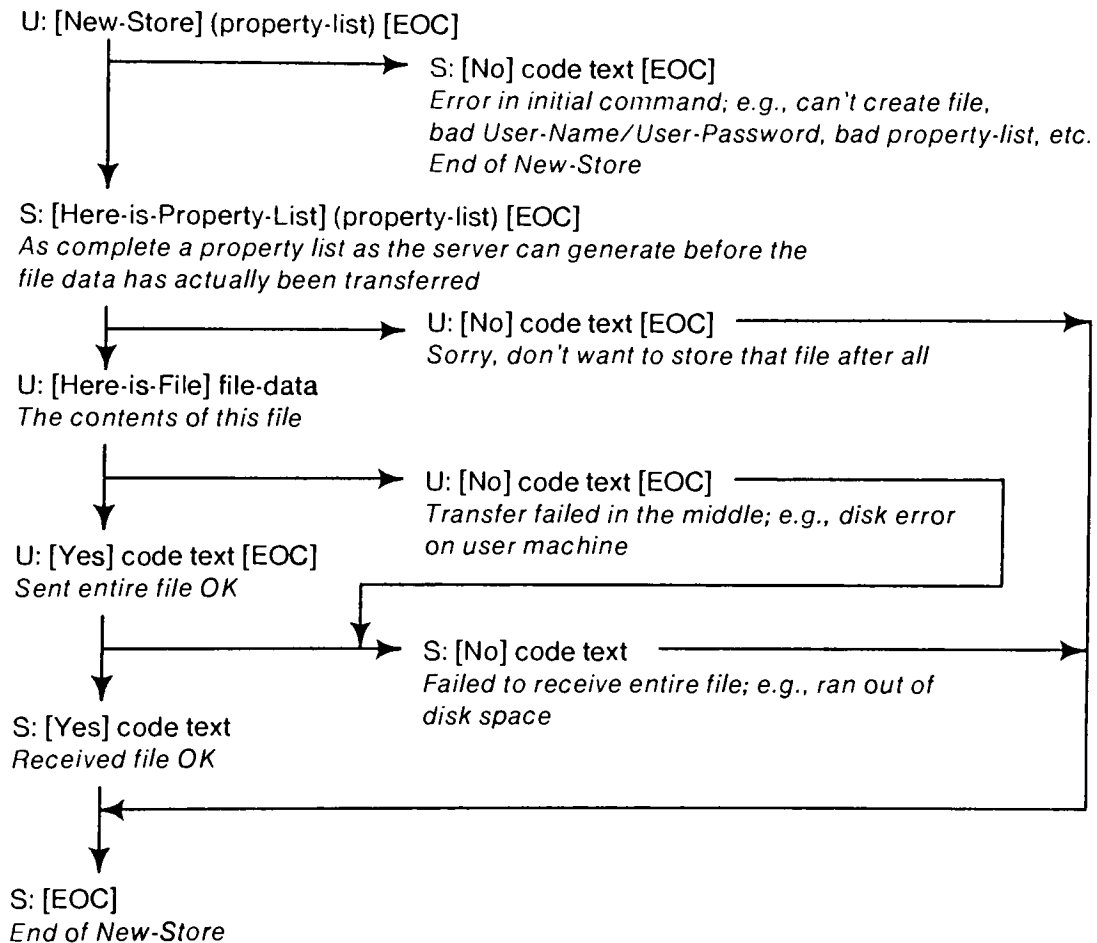 U: [New-Store] (property-list) [EOC]
S: [No] code text [EOC]
Error in initial command; e.g., can't create file,
bad User-Name/User-Password, bad property-list, etc.
End of New-Store
S: [Here-is-Property-List] (property-list) [EOC]
As complete a property list as the server can generate before the
file data has actually been transferred
U: [No] code text [EOC]
Sorry, don't want to store that file after all
U: [Here-is-File] file-data
The contents of this file
U: [No] code text [EOC]
Transfer failed in the middle; e.g., disk error
on user machine
U: [Yes] code text [EOC]
Sent entire file OK
S: [No] code text
Failed to receive entire file; e.g., ran out of
disk space
S: [Yes] code text
Received file OK
S: [EOC]
End of New-Store